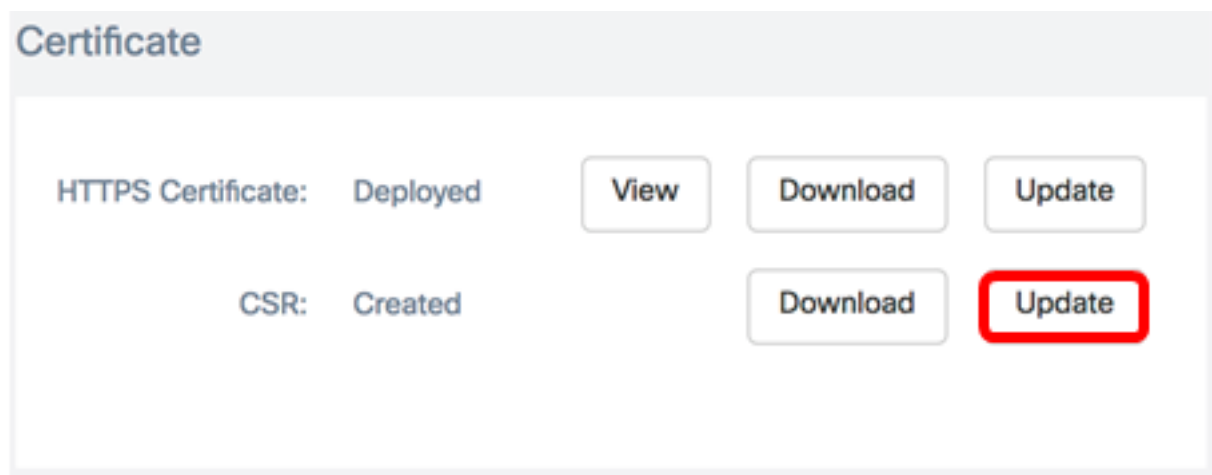 Certificate
HTTPS Certificate: Deployed View Download Update
CSR: Created Download Update